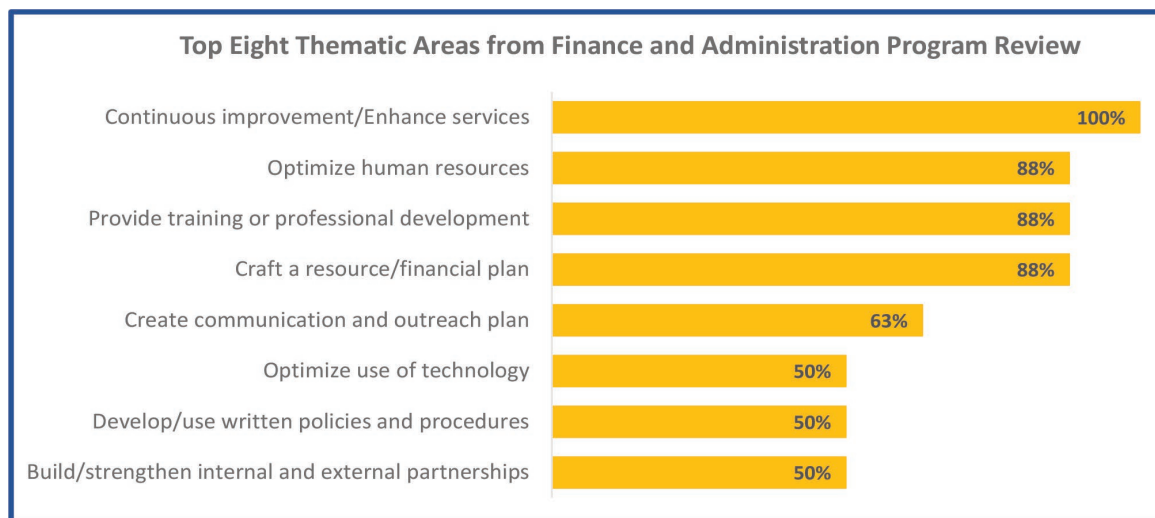 Top Eight Thematic Areas from Finance and Administration Program Review
Continuous improvement/Enhance services 100%
Optimize human resources 88%
Provide training or professional development 88%
Craft a resource/financial plan 88%
Create communication and outreach plan 63%
Optimize use of technology 50%
Develop/use written policies and procedures 50%
Build/strengthen internal and external partnerships 50%